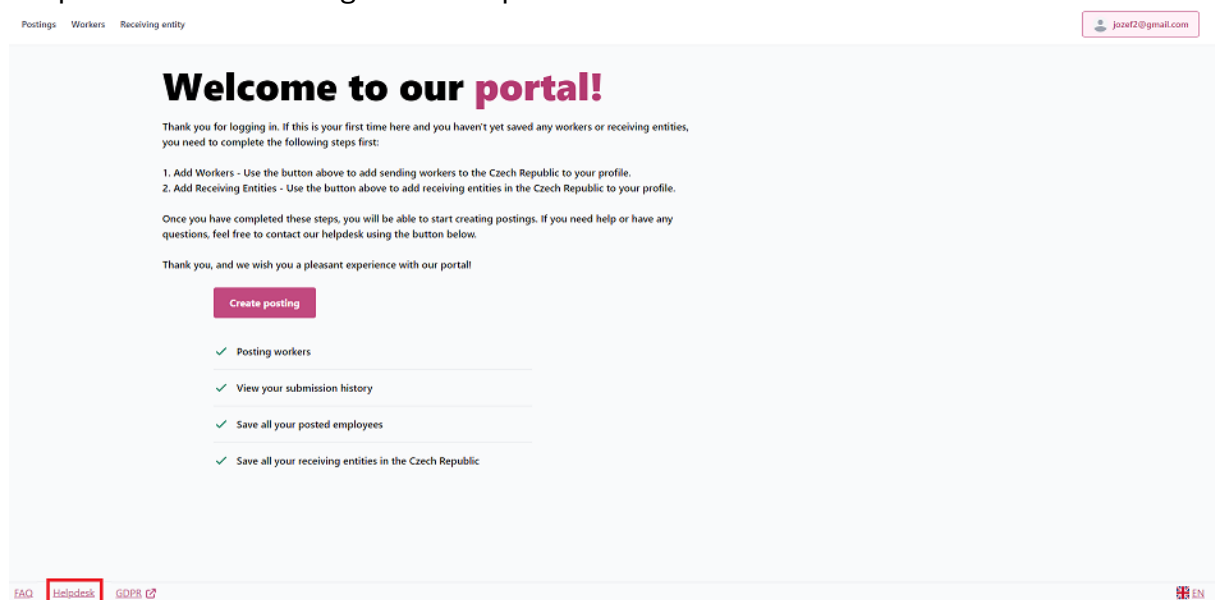 Postings Workers Receiving entity
jozef2@gmail.com
Welcome to our portal!
Thank you for logging in. If this is your first time here and you haven't yet saved any workers or receiving entities,
you need to complete the following steps first:
1. Add Workers - Use the button above to add sending workers to the Czech Republic to your profile.
2. Add Receiving Entities - Use the button above to add receiving entities in the Czech Republic to your profile.
Once you have completed these steps, you will be able to start creating postings. If you need help or have any
questions, feel free to contact our helpdesk using the button below.
Thank you, and we wish you a pleasant experience with our portal!
Create posting
Posting workers
View your submission history
Save all your posted employees
Save all your receiving entities in the Czech Republic
FAQ Helpdesk GDPR
EN